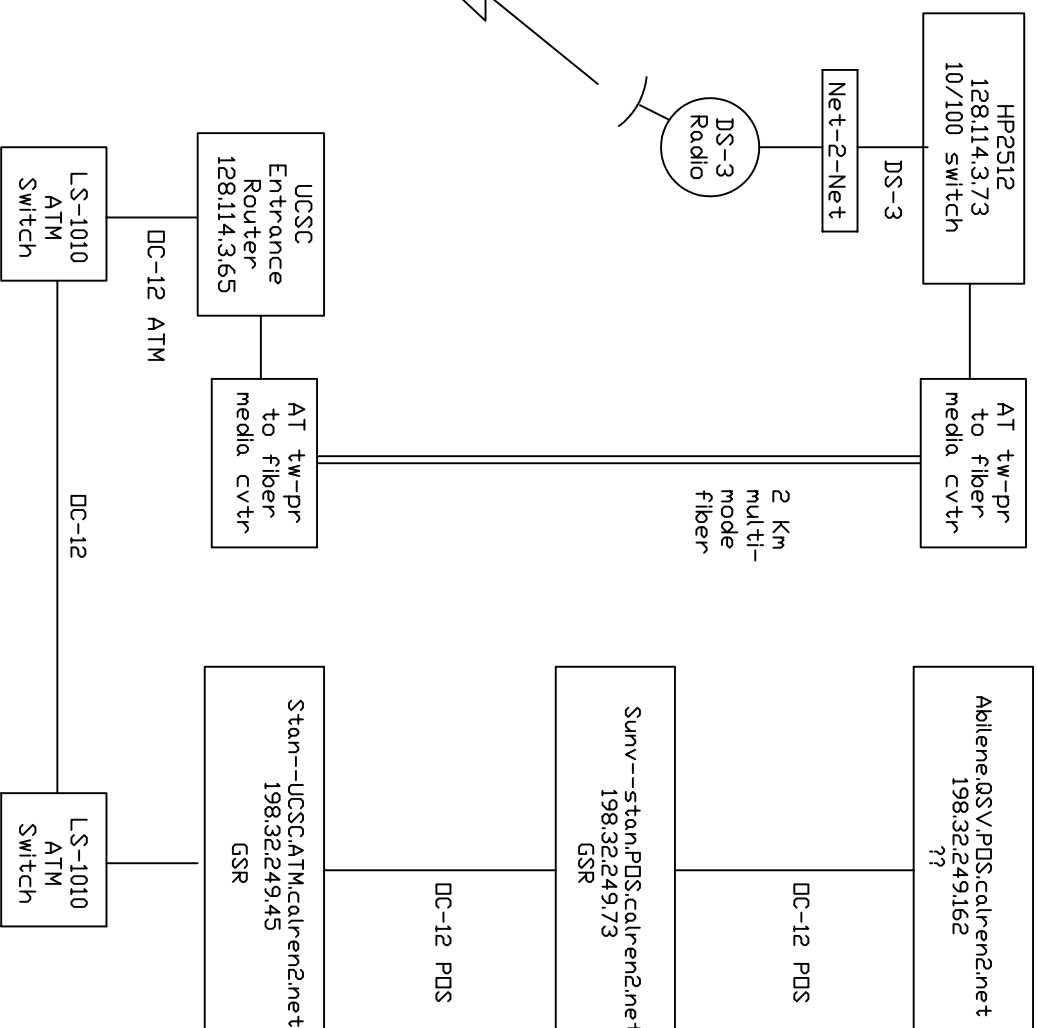 HP2512
128.114.3.73
10/100 switch
DS-3
Net-2-Net
DS-3
Radio
UCSC
Entrance
Router
128.114.3.65
OC-12 ATM
LS-1010
ATM
Switch
AT tw-pr
to fiber
media cvtr
2 Km
multi-
mode
fiber
AT tw-pr
to fiber
media cvtr
OC-12
Abilene.QSV.POS.calren2.net
198.32.249.162
??
OC-12 POS
Sunv--stan.POS.calren2.net
198.32.249.73
GSR
OC-12 POS
Stan--UCSC.ATM.calren2.net
198.32.249.45
GSR
LS-1010
ATM
Switch